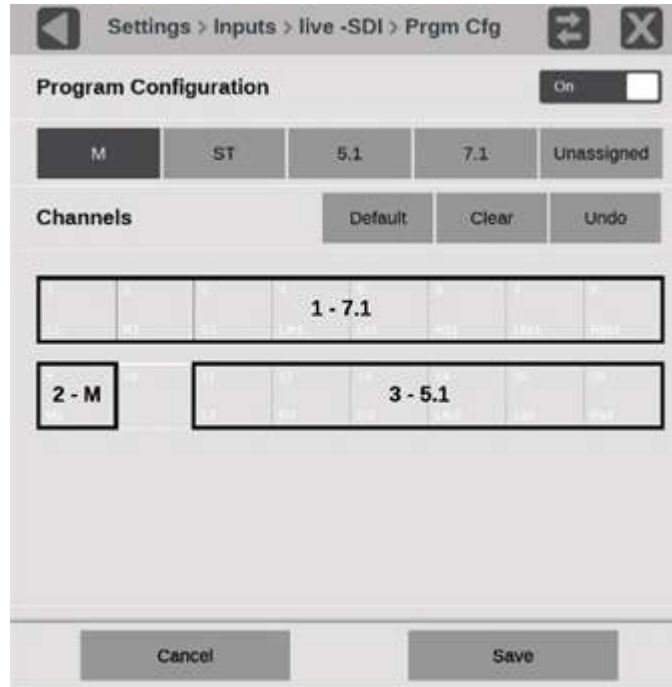 Settings > Inputs > live -SDI > Prgm Cfg
Program Configuration
On
M ST 5.1 7.1 Unassigned
Channels Default Clear Undo
1 - 7.1
2 - M 3 - 5.1
Cancel Save